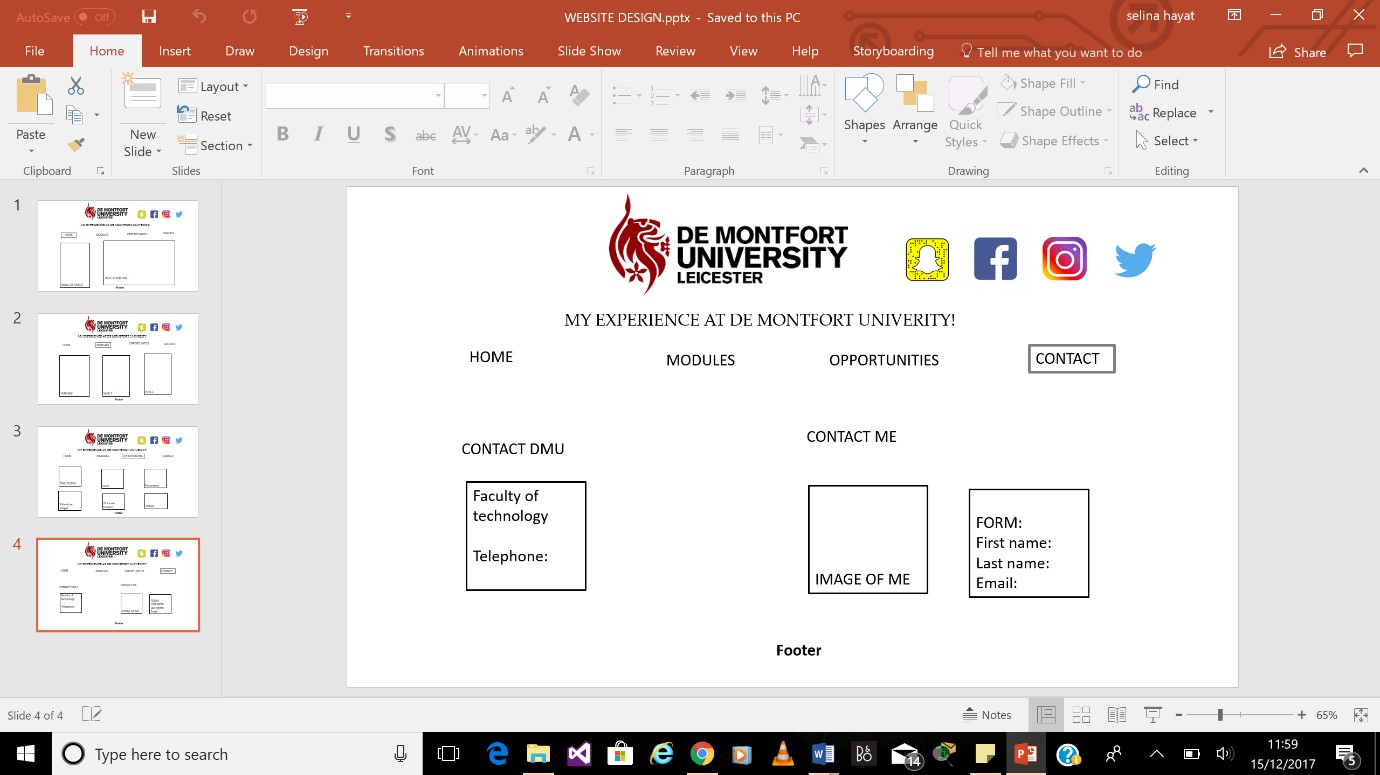 AutoSave Off
WEBSITE DESIGN.pptx - Saved to this PC
selina hayat
File Home Insert Draw Design Transitions Animations Slide Show Review View Help Storyboarding Tell me what you want to do Share
Paste
Clipboard
New
Slide
Layout
Reset
Section
Slides
B I U S abc AV Aa A
Font
Paragraph
Shapes
Arrange
Quick
Styles
Shape Fill
Shape Outline
Shape Effects
Drawing
Find
Replace
Select
Editing
1
2
3
4
DE MONTFORT
UNIVERSITY
LEICESTER
MY EXPERIENCE AT DE MONTFORT UNIVERITY!
HOME MODULES OPPORTUNITIES CONTACT
CONTACT DMU
CONTACT ME
Faculty of
technology
Telephone:
IMAGE OF ME
FORM:
First name:
Last name:
Email:
Footer
Slide 4 of 4
Notes
65%
Type here to search
14
11:59
15/12/2017
5